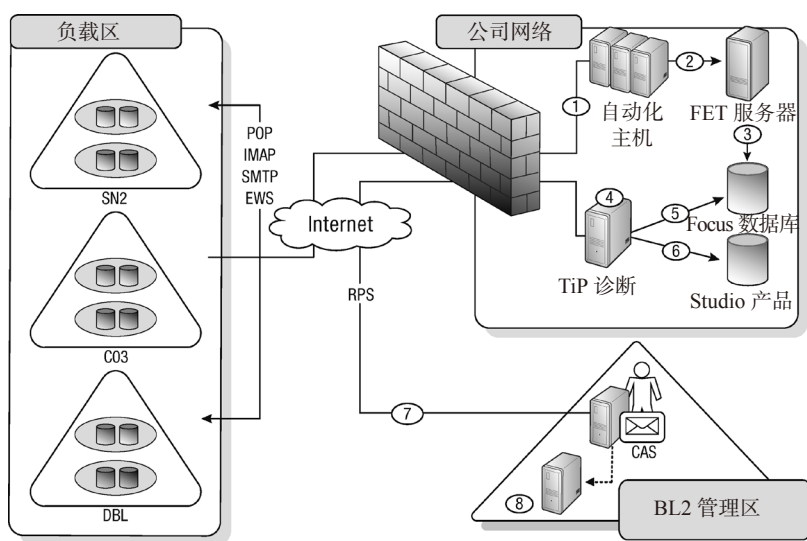 负载区
SN2
CO3
DBL
POP
IMAP
SMTP
EWS
Internet
RPS
公司网络
1
2
自动化
主机
FET 服务器
3
4
5
Focus 数据库
6
TiP 诊断
Studio 产品
7
CAS
8
BL2 管理区